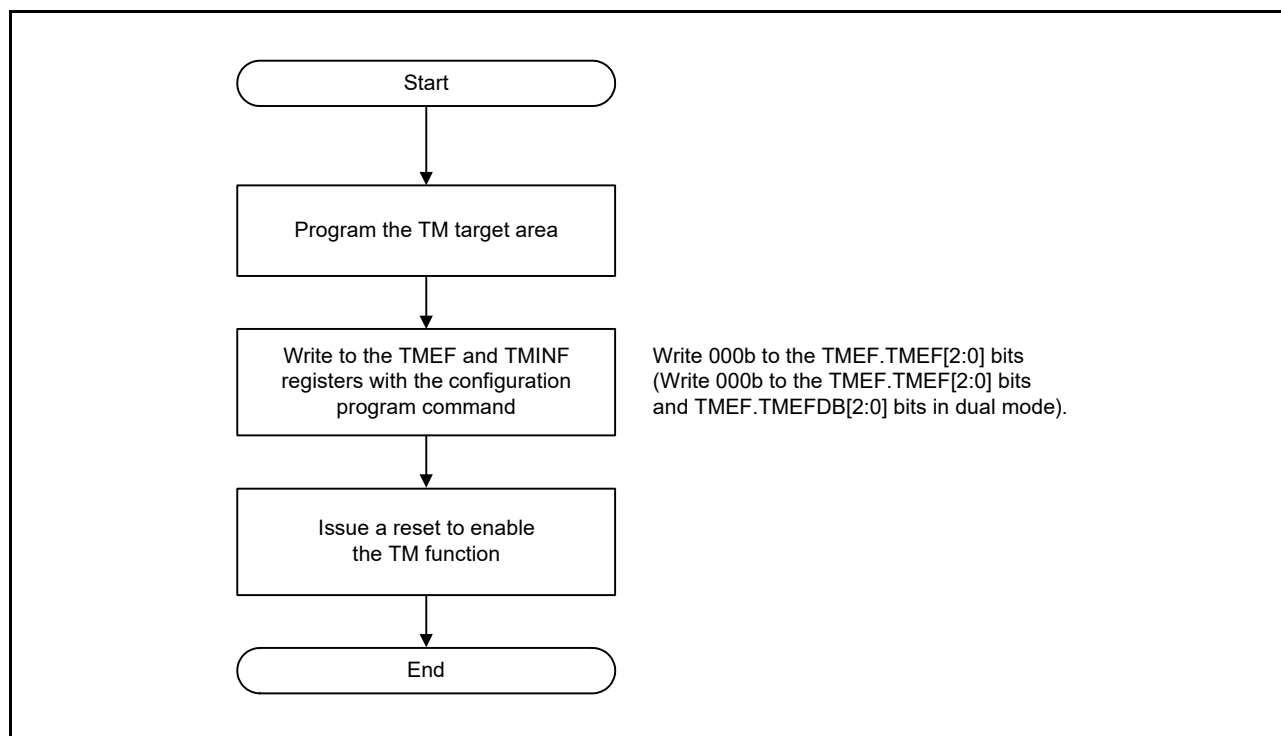 Start
Program the TM target area
Write to the TMEF and TMINF
registers with the configuration
program command
Write 000b to the TMEF.TMEF[2:0] bits
(Write 000b to the TMEF.TMEF[2:0] bits
and TMEF.TMEFDB[2:0] bits in dual mode).
Issue a reset to enable
the TM function
End